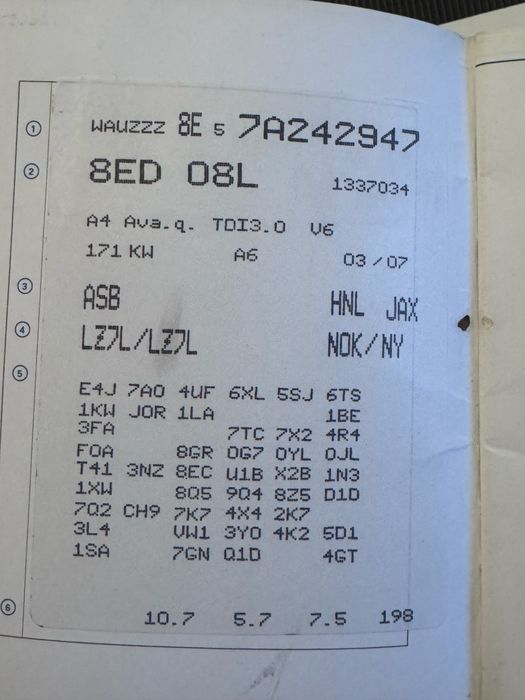 ① WAUZZZ 8E 5 7A242947
② 8ED 08L 1337034
A4 Ava.q. TDI3.0 V6
171 KW A6 03/07
③ ASB HNL JAX
④ LZ7L/LZ7L NOK/NY
⑤
E4J 7A0 4UF 6XL 5SJ 6TS
1KW J0R 1LA 1BE
3FA 7TC 7X2 4R4
F0A 8GR 0G7 0YL 0JL
T41 3NZ 8EC U1B X2B 1N3
1XW 8Q5 9Q4 8Z5 D1D
7Q2 CH9 7K7 4X4 2K7
3L4 VW1 3Y0 4K2 5D1
1SA 7GN Q1D 4GT
⑥ 10.7 5.7 7.5 198